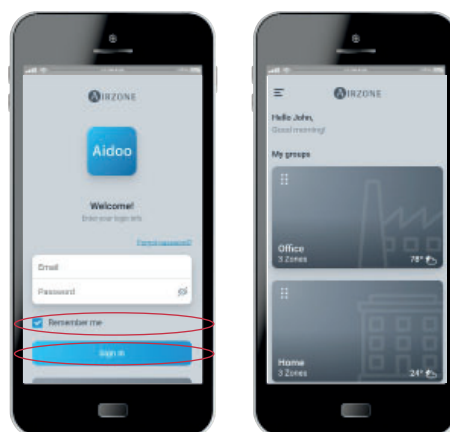 AIRZONE
Aidoo
Welcome!
Enter your login info
Forgot password?
Email
Password
Remember me
Sign in
AIRZONE
Hello John,
Good morning!
My groups
Office
3 Zones
78°
Home
3 Zones
24°